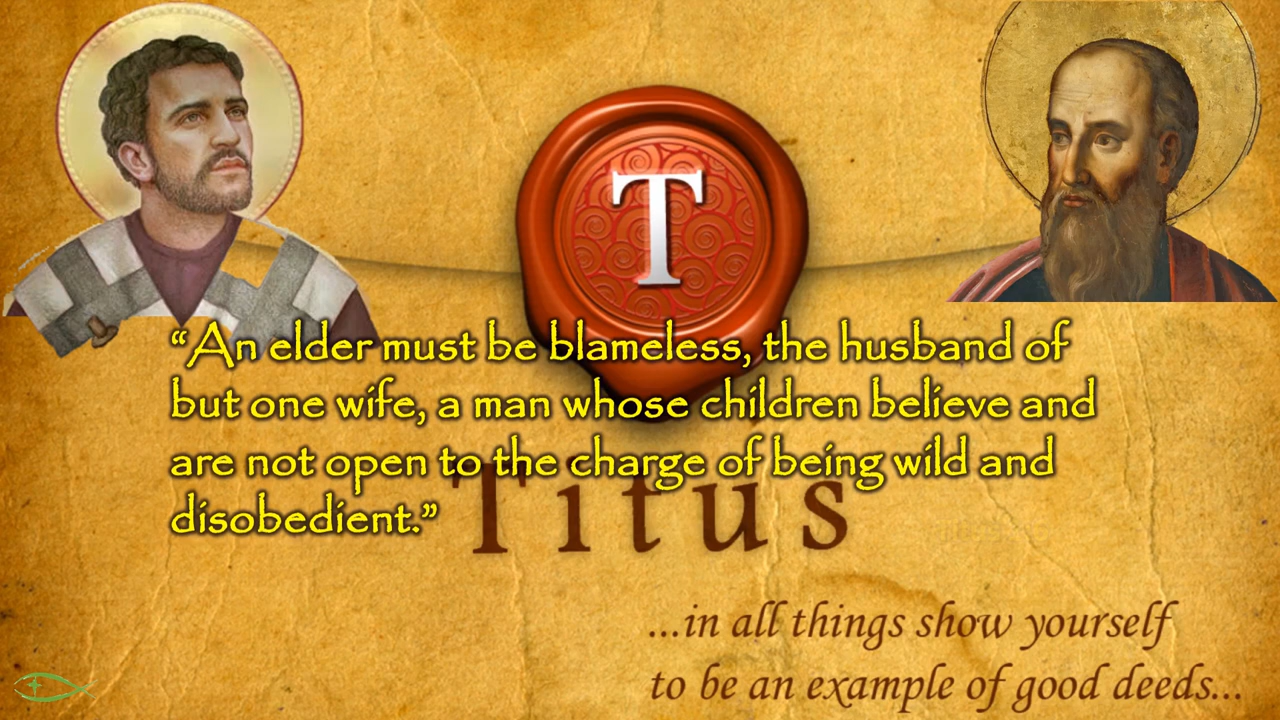 T
“An elder must be blameless, the husband of
but one wife, a man whose children believe and
are not open to the charge of being wild and
disobedient.”
Titus
...in all things show yourself
to be an example of good deeds...